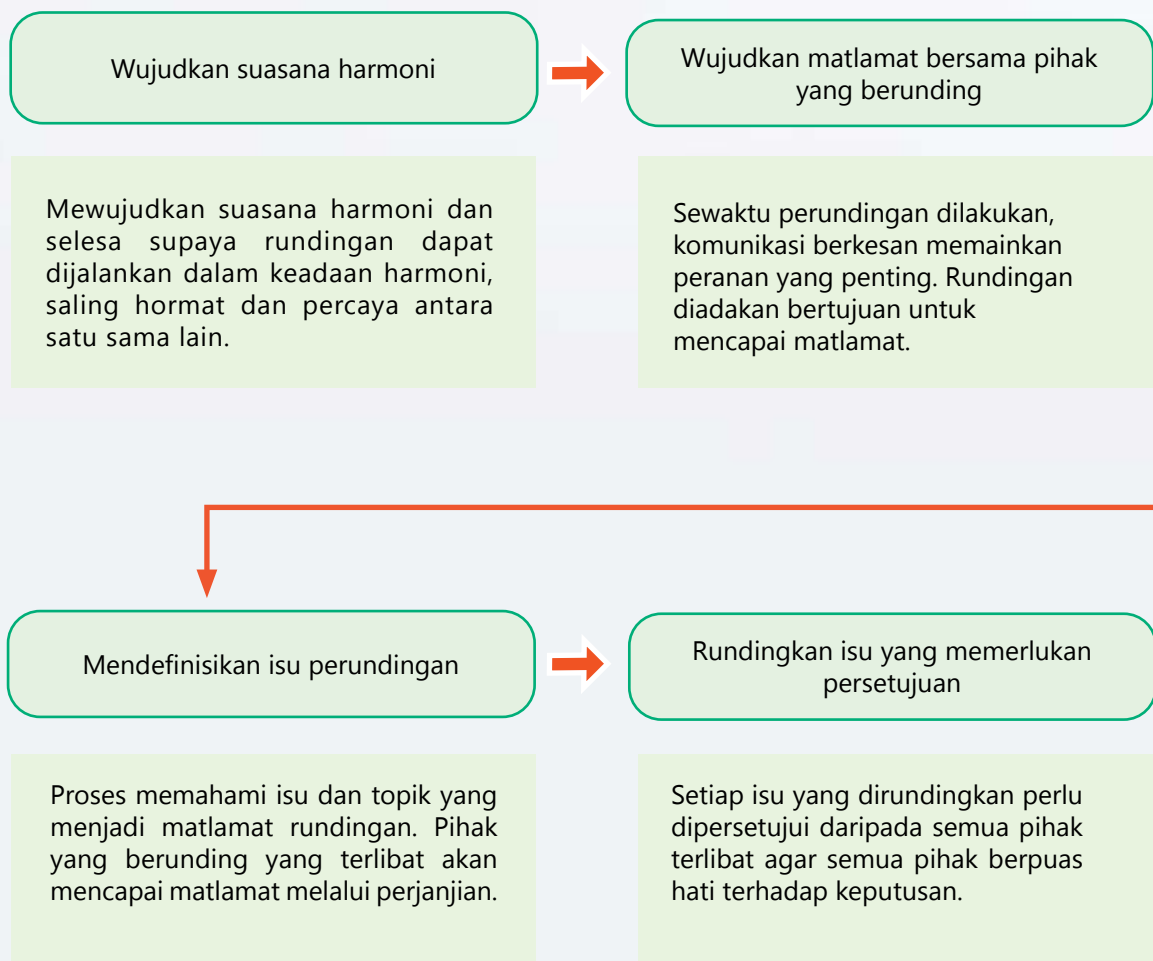 Wujudkan suasana harmoni
Wujudkan matlamat bersama pihak
yang berunding
Mewujudkan suasana harmoni dan
selesa supaya rundingan dapat
dijalankan dalam keadaan harmoni,
saling hormat dan percaya antara
satu sama lain.
Sewaktu perundingan dilakukan,
komunikasi berkesan memainkan
peranan yang penting. Rundingan
diadakan bertujuan untuk
mencapai matlamat.
Mendefinisikan isu perundingan
Rundingkan isu yang memerlukan
persetujuan
Proses memahami isu dan topik yang
menjadi matlamat rundingan. Pihak
yang berunding yang terlibat akan
mencapai matlamat melalui perjanjian.
Setiap isu yang dirundingkan perlu
dipersetujui daripada semua pihak
terlibat agar semua pihak berpuas
hati terhadap keputusan.